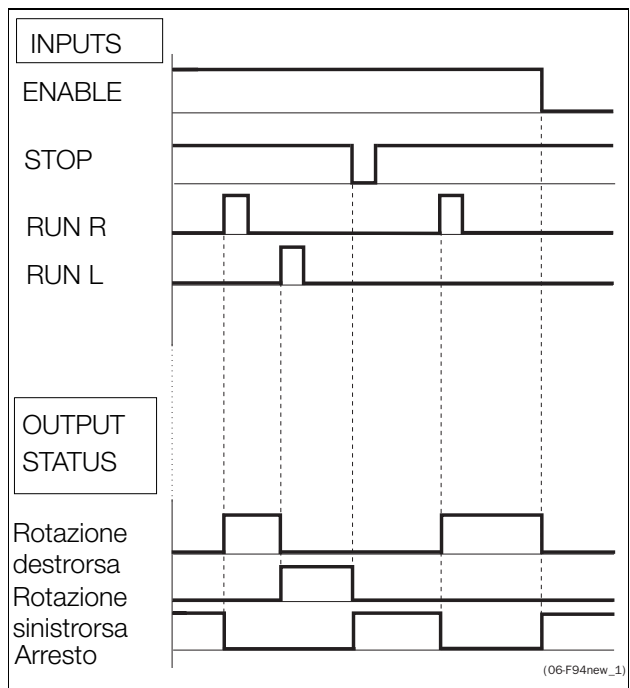 INPUTS
ENABLE
STOP
RUN R
RUN L
OUTPUT
STATUS
Rotazione
destrorsa
Rotazione
sinistrorsa
Arresto
(06-F94new_1)